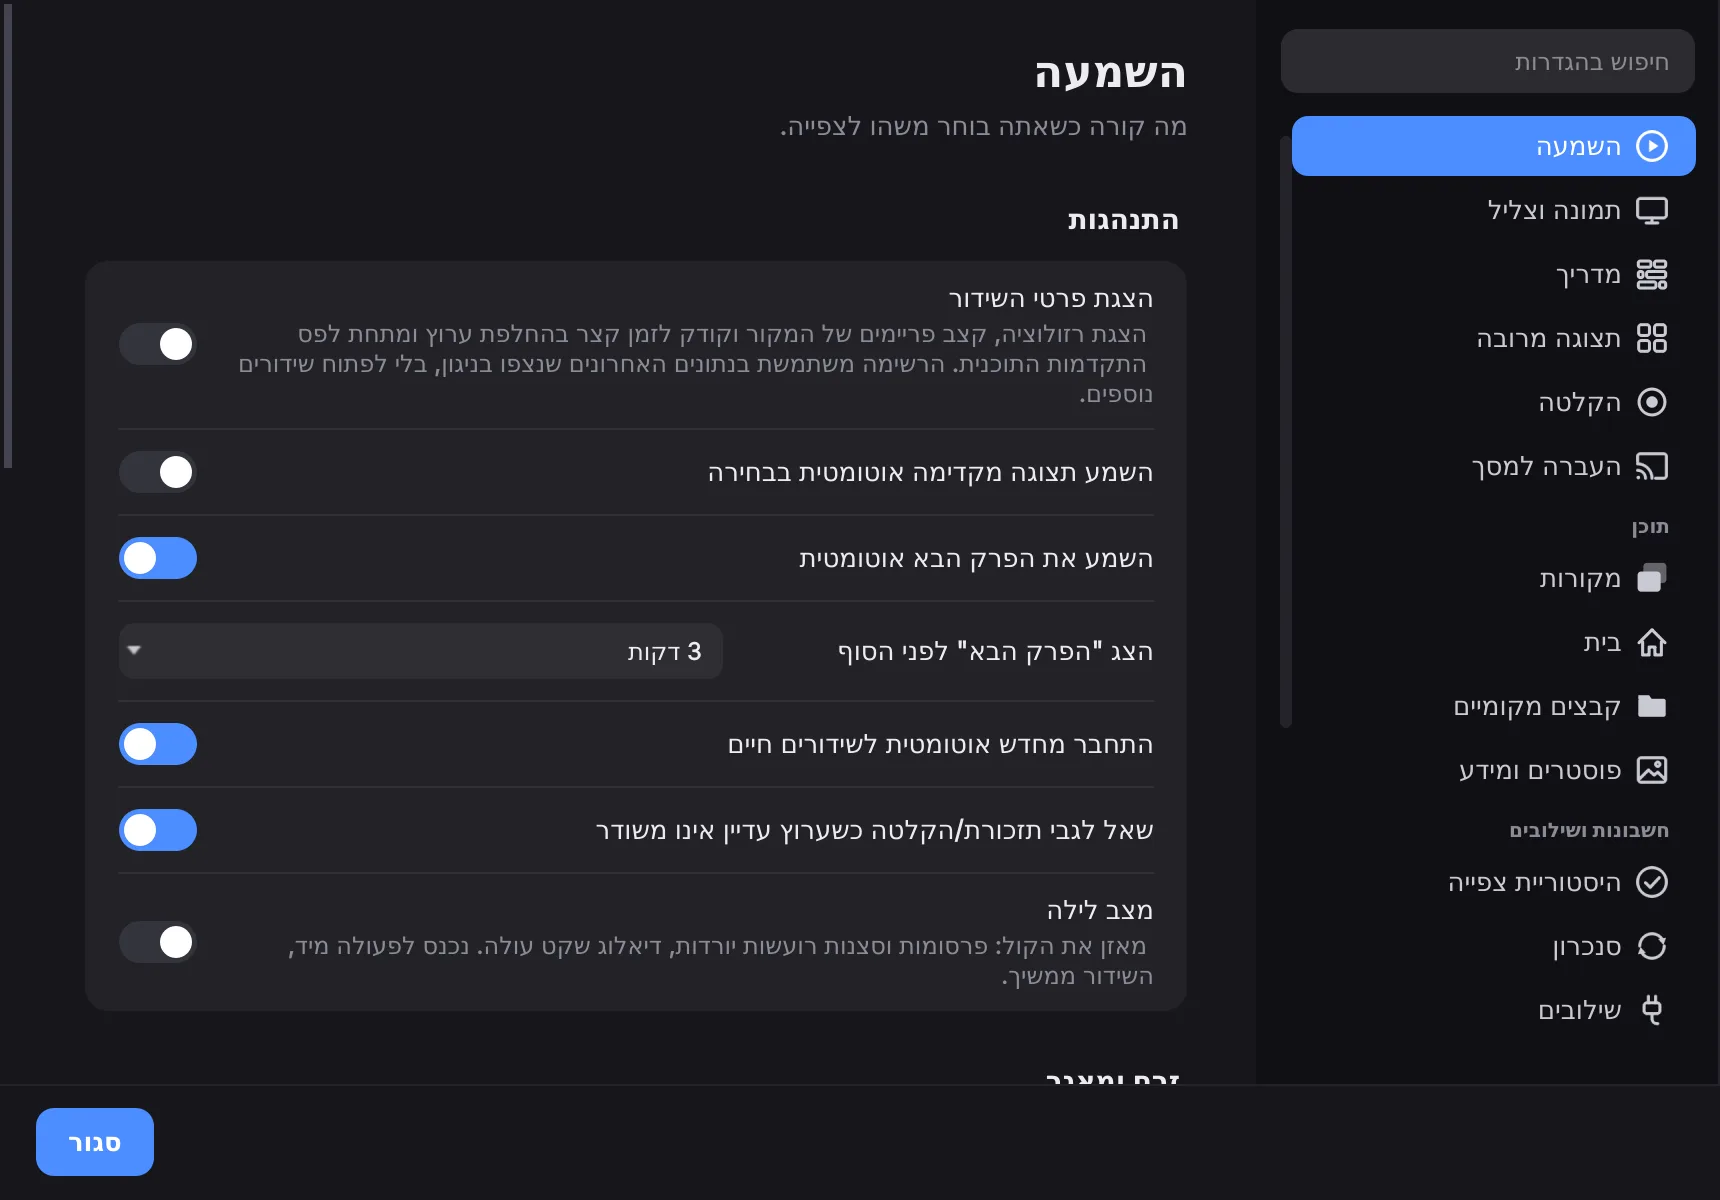 חיפוש בהגדרות
השמעה
תמונה וצליל
מדריך
תצוגה מרובה
הקלטה
העברה למסך
תוכן
מקורות
בית
קבצים מקומיים
פוסטרים ומידע
חשבונות ושילובים
היסטוריית צפייה
סנכרון
שילובים
השמעה
מה קורה כשאתה בוחר משהו לצפייה.
התנהגות
הצגת פרטי השידור
הצגת רזולוציה, קצב פריימים של המקור וקודק לזמן קצר בהחלפת ערוץ ומתחת לפס
התקדמות התוכנית. הרשימה משתמשת בנתונים האחרונים שנצפו בניגון, בלי לפתוח שידורים
נוספים.
השמע תצוגה מקדימה אוטומטית בבחירה
השמע את הפרק הבא אוטומטית
הצג "הפרק הבא" לפני הסוף
3 דקות
התחבר מחדש אוטומטית לשידורים חיים
שאל לגבי תזכורת/הקלטה כשערוץ עדיין אינו משודר
מצב לילה
מאזן את הקול: פרסומות וסצנות רועשות יורדות, דיאלוג שקט עולה. נכנס לפעולה מיד,
השידור ממשיך.
סגור